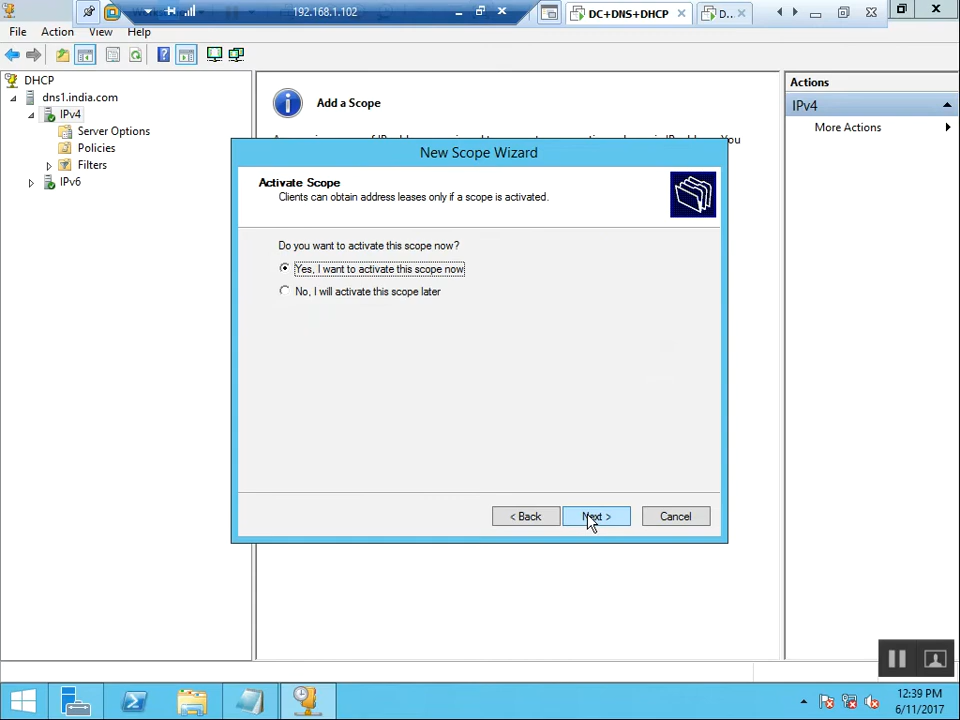 192.168.1.102
DC+DNS+DHCP
D..
File Action View Help
DHCP
dns1.india.com
IPv4
Server Options
Policies
Filters
IPv6
Add a Scope
You
New Scope Wizard
Activate Scope
Clients can obtain address leases only if a scope is activated.
Do you want to activate this scope now?
Yes, I want to activate this scope now
No, I will activate this scope later
< Back
Next >
Cancel
Actions
IPv4
More Actions
12:39 PM
6/11/2017